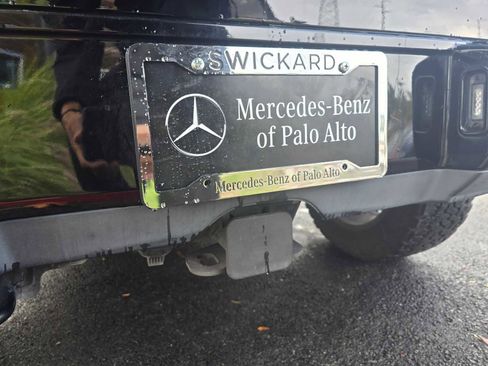 SWICKARD
Mercedes-Benz
of Palo Alto
Mercedes-Benz of Palo Alto